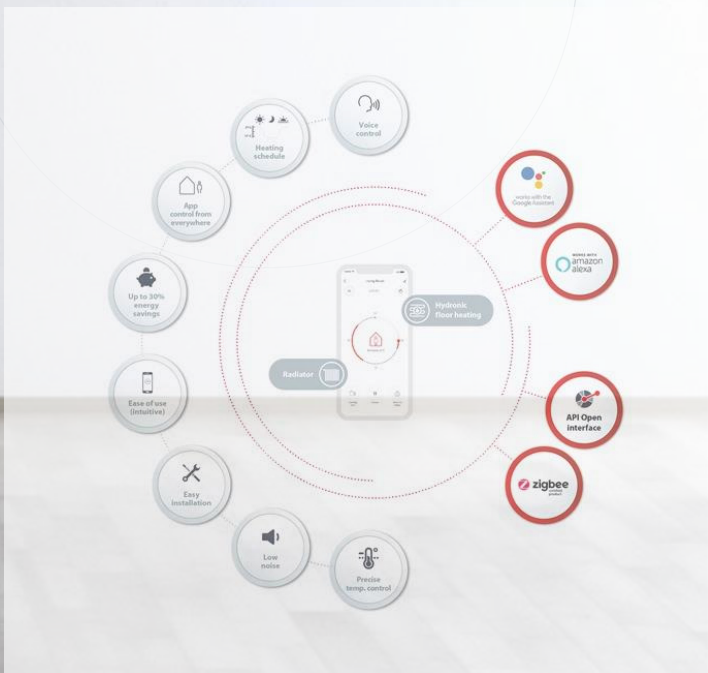 Voice
control
Heating
schedule
App
control from
everywhere
Up to 30%
energy
savings
Ease of use
(intuitive)
Easy
installation
Low
noise
Precise
temp. control
Hydronic
floor heating
Radiator
works with the
Google Assistant
WORKS WITH
amazon
alexa
API Open
interface
zigbee
certified
product